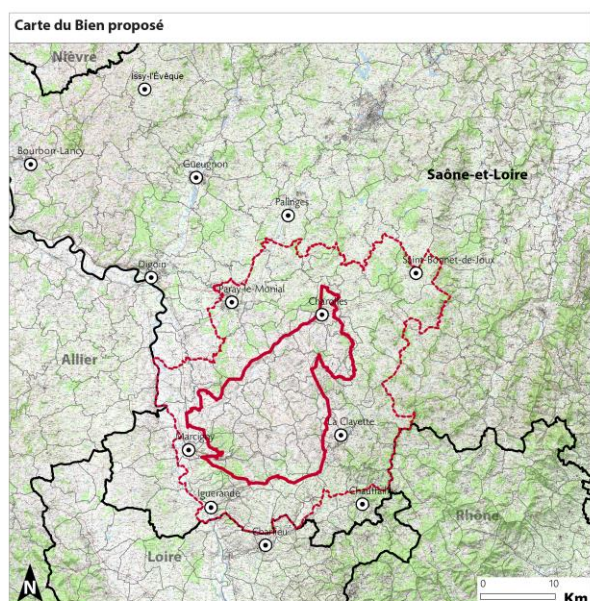 Carte du Bien proposé
Nièvre
Issy-l'Évêque
Bourbon-Lancy
Gueugnon
Saône-et-Loire
Palinges
Digoin
Saint-Bonnet-de-Joux
Paray-le-Monial
Charolles
Allier
La Clayette
Marcigny
Iguerande
Chauffailles
Rhône
Charlieu
Loire
N
0 10
Km